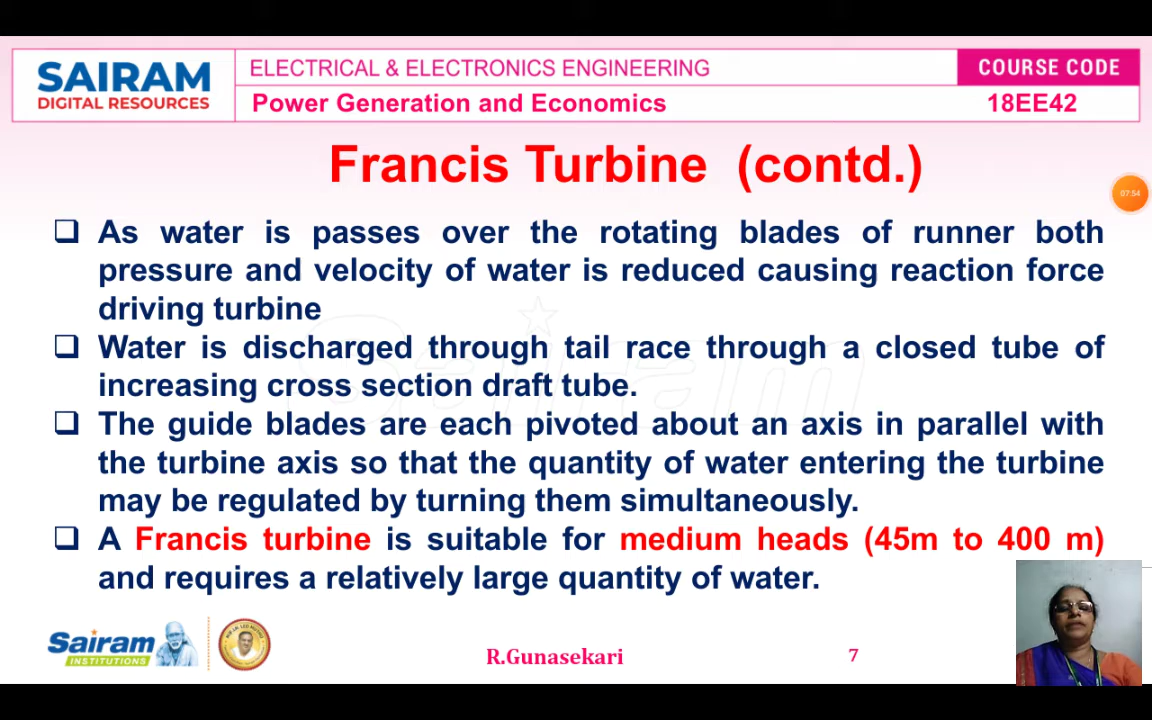 SAIRAM
DIGITAL RESOURCES
ELECTRICAL & ELECTRONICS ENGINEERING
COURSE CODE
Power Generation and Economics
18EE42
Francis Turbine (contd.)
07:54
❑ As water is passes over the rotating blades of runner both
pressure and velocity of water is reduced causing reaction force
driving turbine
❑ Water is discharged through tail race through a closed tube of
increasing cross section draft tube.
❑ The guide blades are each pivoted about an axis in parallel with
the turbine axis so that the quantity of water entering the turbine
may be regulated by turning them simultaneously.
❑ A Francis turbine is suitable for medium heads (45m to 400 m)
and requires a relatively large quantity of water.
Sairam
Sairam
INSTITUTIONS
R.Gunasekari
7